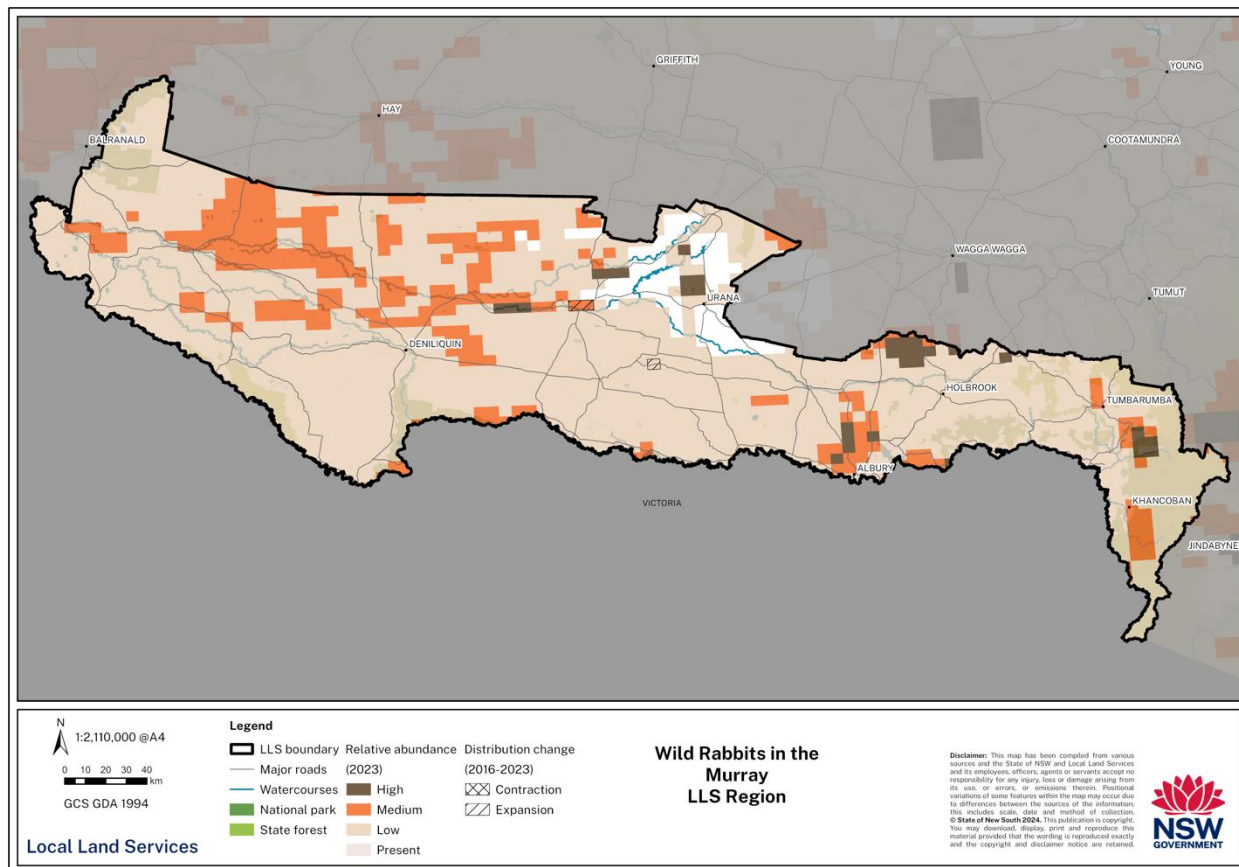 GRIFFITH
YOUNG
HAY
BALRANALD
COOTAMUNDRA
WAGGA WAGGA
TUMUT
URANA
DENILIQUIN
HOLBROOK
TUMBARUMBA
ALBURY
VICTORIA
KHANCOBAN
JINDABYNE
N
1:2,110,000 @A4
0 10 20 30 40
km
GCS GDA 1994
Local Land Services
Legend
LLS boundary
Major roads
Watercourses
National park
State forest
Relative abundance
(2023)
High
Medium
Low
Present
Distribution change
(2016-2023)
Contraction
Expansion
Wild Rabbits in the
Murray
LLS Region
Disclaimer: This map has been compiled from various
sources and the State of NSW and Local Land Services
and its employees, officers, agents or servants accept no
responsibility for any injury, loss or damage arising from
its use, or errors, or omissions therein. Positional
variations of some features within the map may occur due
to differences between the sources of the information;
this includes scale, date and method of collection.
© State of New South 2024. This publication is copyright.
You may download, display, print and reproduce this
material provided that the wording is reproduced exactly
and the copyright and disclaimer notice are retained.
NSW
GOVERNMENT